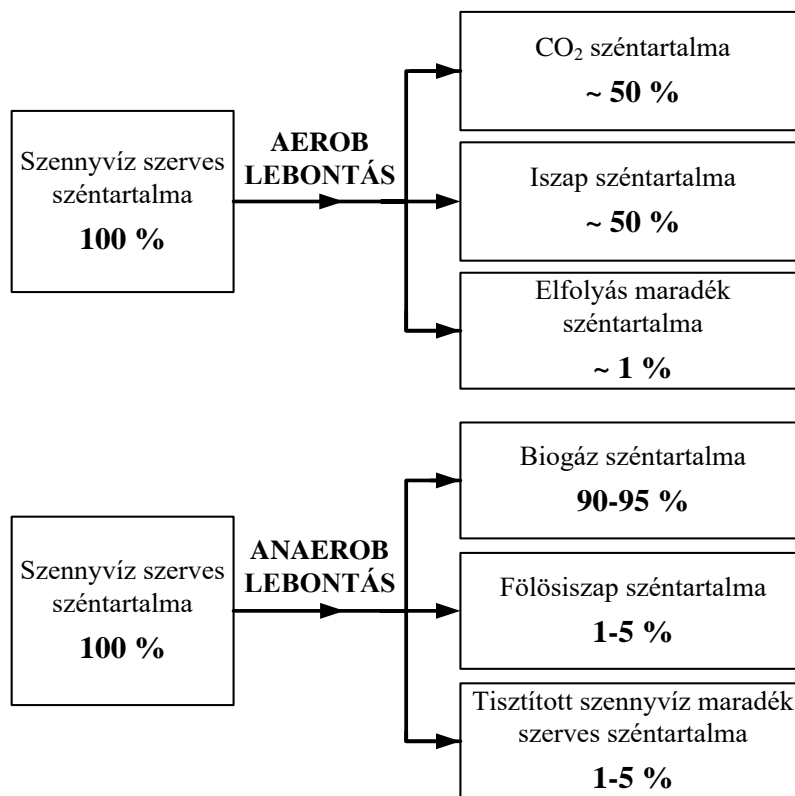 Szennyvíz szerves
széntartalma
100 %
AEROB
LEBONTÁS
CO₂ széntartalma
~ 50 %
Iszap széntartalma
~ 50 %
Elfolyás maradék
széntartalma
~ 1 %
Szennyvíz szerves
széntartalma
100 %
ANAEROB
LEBONTÁS
Biogáz széntartalma
90-95 %
Fölösiszap széntartalma
1-5 %
Tisztított szennyvíz maradék
szerves széntartalma
1-5 %